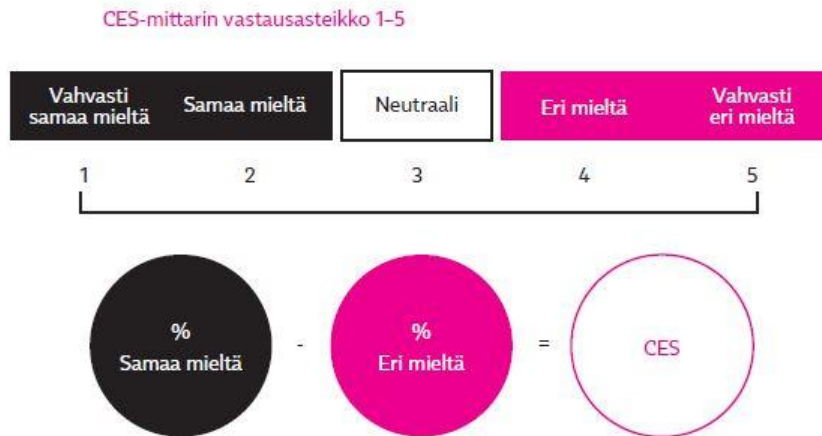 CES-mittarin vastausasteikko 1–5
Vahvasti
samaa mieltä
Samaa mieltä
Neutraali
Eri mieltä
Vahvasti
eri mieltä
1 2 3 4 5
%
Samaa mieltä
-
%
Eri mieltä
=
CES